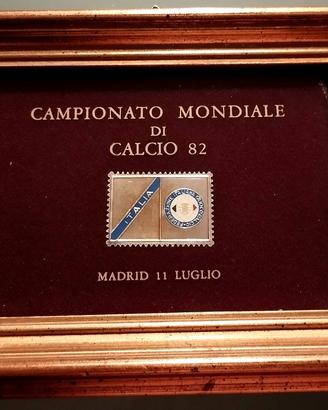 CAMPIONATO MONDIALE
DI
CALCIO 82
ITALIA
MADRID 11 LUGLIO